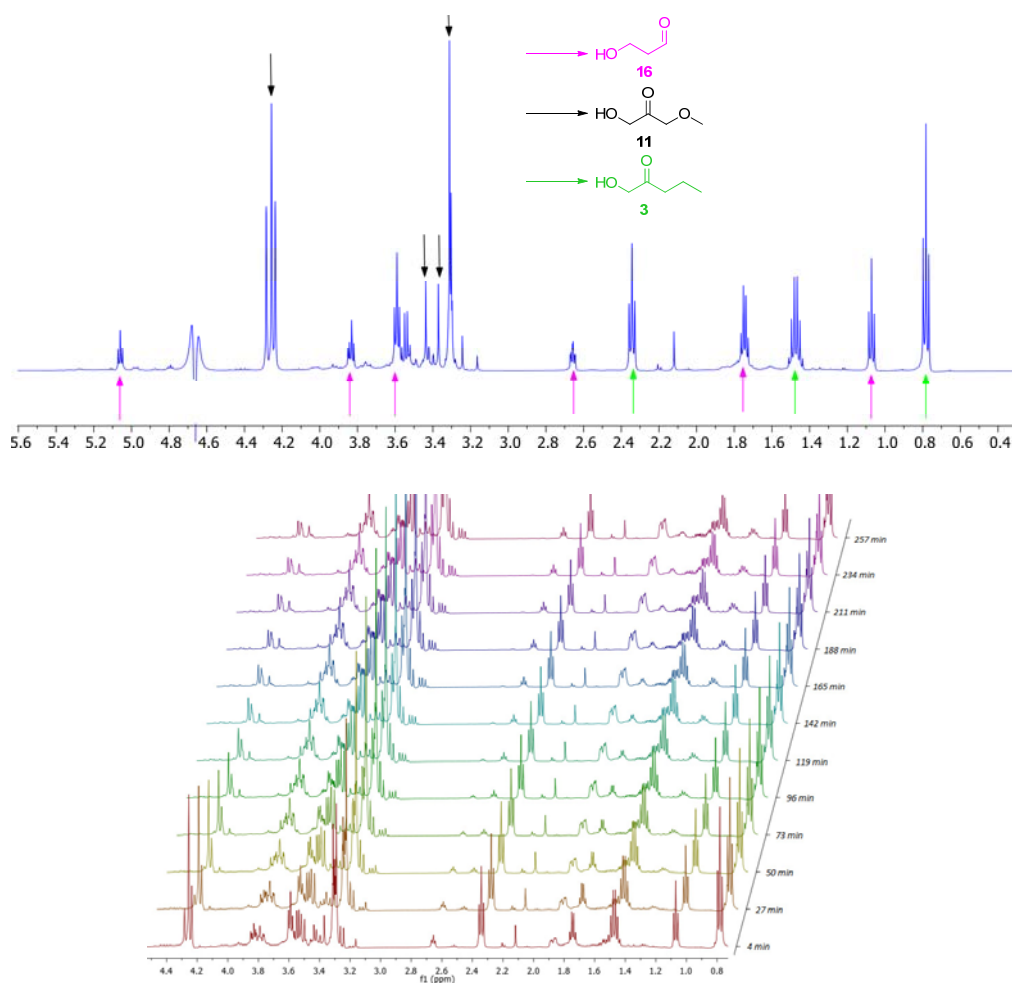 O
HO
16
O
HO
O
11
O
HO
3
5.6 5.4 5.2 5.0 4.8 4.6 4.4 4.2 4.0 3.8 3.6 3.4 3.2 3.0 2.8 2.6 2.4 2.2 2.0 1.8 1.6 1.4 1.2 1.0 0.8 0.6 0.4
257 min
234 min
211 min
188 min
165 min
142 min
119 min
96 min
73 min
50 min
27 min
4 min
4.4 4.2 4.0 3.8 3.6 3.4 3.2 3.0 2.8 2.6 2.4 2.2 2.0 1.8 1.6 1.4 1.2 1.0 0.8
f1 (ppm)